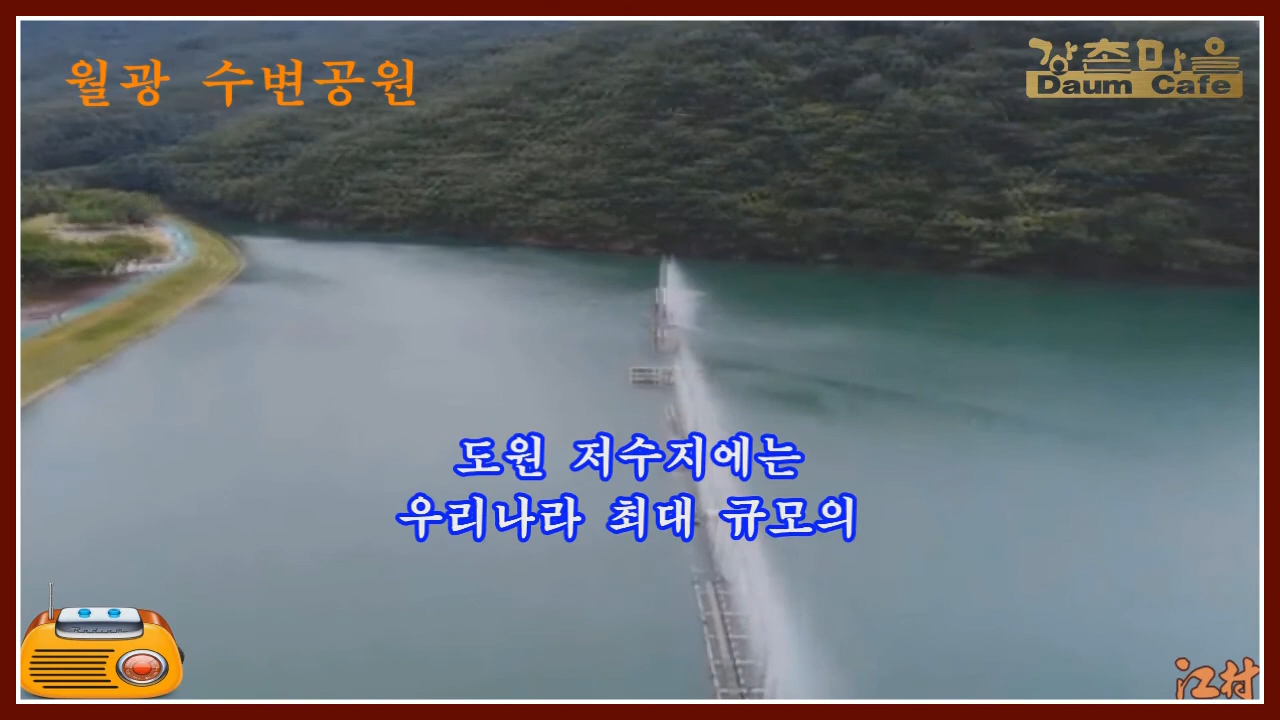 월광 수변공원
강촌마을
Daum Cafe
도원 저수지에는
우리나라 최대 규모의
江村